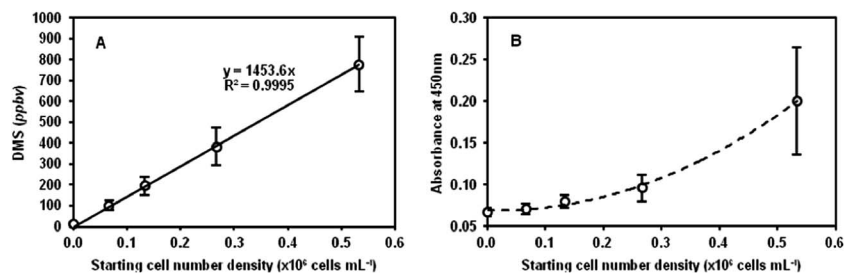 A
B
1000
900
800
700
600
500
400
300
200
100
0
DMS (ppbv)
y = 1453.6x
R² = 0.9995
0.0 0.1 0.2 0.3 0.4 0.5 0.6
Starting cell number density (x10⁶ cells mL⁻¹)
0.30
0.25
0.20
0.15
0.10
0.05
Absorbance at 450nm
0.0 0.1 0.2 0.3 0.4 0.5 0.6
Starting cell number density (x10⁶ cells mL⁻¹)